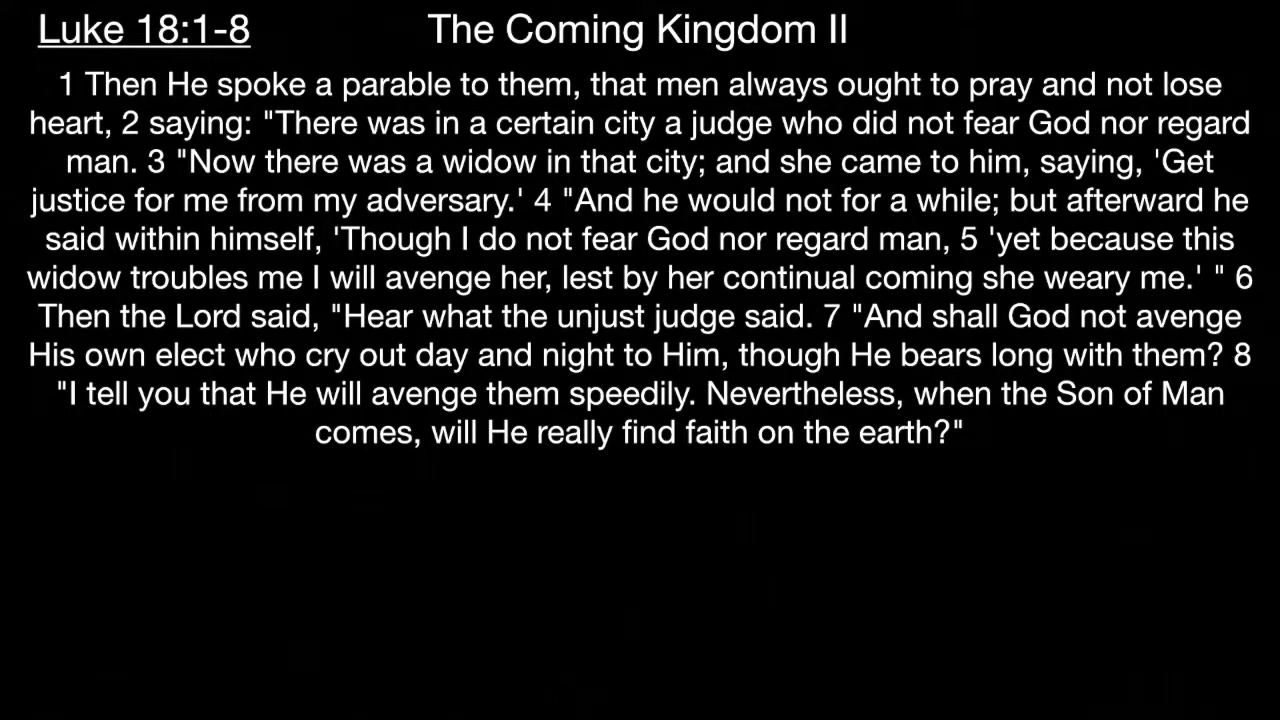 Luke 18:1-8 The Coming Kingdom II
1 Then He spoke a parable to them, that men always ought to pray and not lose
heart, 2 saying: "There was in a certain city a judge who did not fear God nor regard
man. 3 "Now there was a widow in that city; and she came to him, saying, 'Get
justice for me from my adversary.' 4 "And he would not for a while; but afterward he
said within himself, 'Though I do not fear God nor regard man, 5 'yet because this
widow troubles me I will avenge her, lest by her continual coming she weary me.' " 6
Then the Lord said, "Hear what the unjust judge said. 7 "And shall God not avenge
His own elect who cry out day and night to Him, though He bears long with them? 8
"I tell you that He will avenge them speedily. Nevertheless, when the Son of Man
comes, will He really find faith on the earth?"